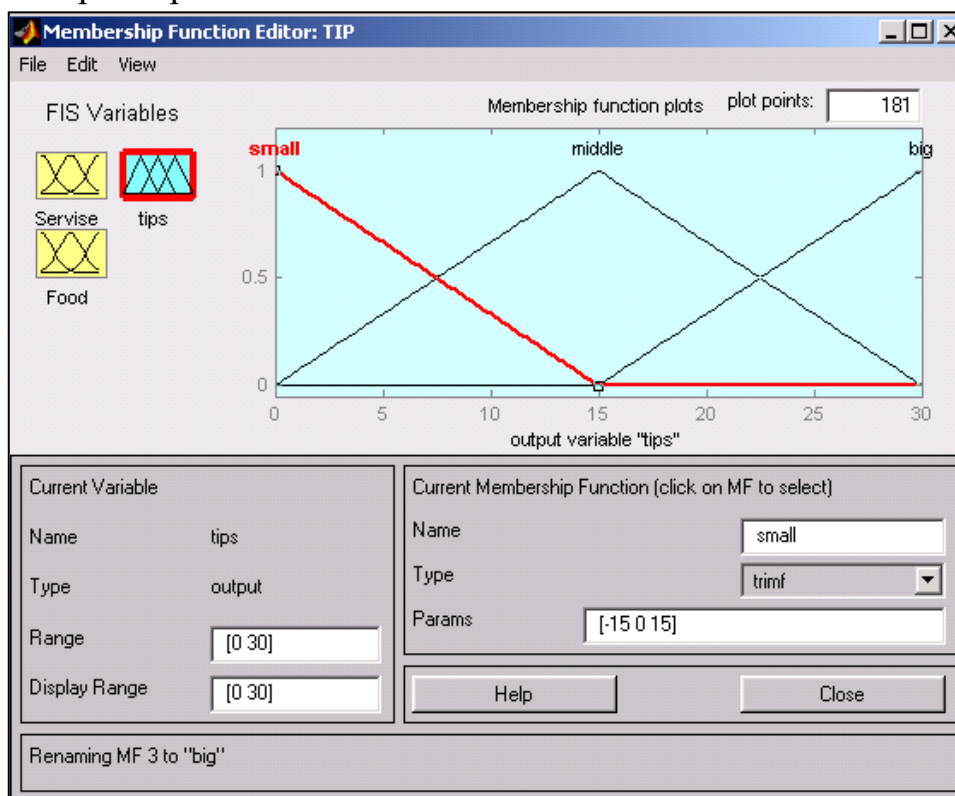 Membership Function Editor: TIP
File Edit View
FIS Variables
Servise tips
Food
Membership function plots plot points: 181
small middle big
1
0.5
0
0 5 10 15 20 25 30
output variable "tips"
Current Variable
Name tips
Type output
Range [0 30]
Display Range [0 30]
Current Membership Function (click on MF to select)
Name small
Type trimf
Params [-15 0 15]
Help Close
Renaming MF 3 to "big"